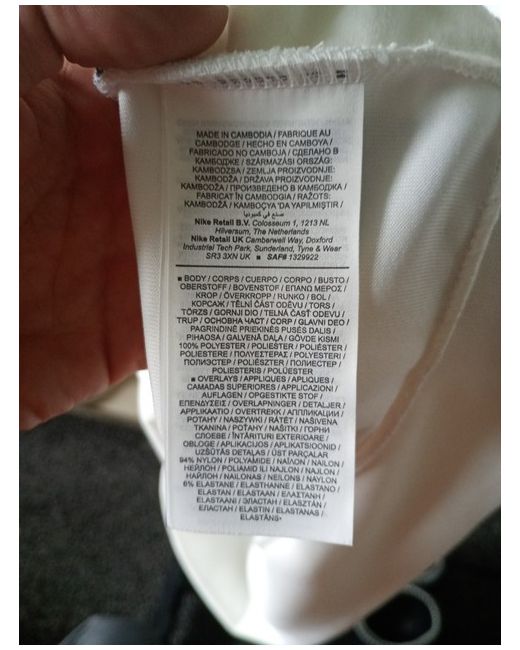 MADE IN CAMBODIA / FABRIQUE AU
CAMBODGE / HECHO EN CAMBOYA /
FABRICADO NO CAMBOJA / СДЕЛАНО В
КАМБОДЖЕ / SZÁRMAZÁSI ORSZÁG:
KAMBODZSA / ZEMLJA PROIZVODNJE:
KAMBODŽA / DRŽAVA PROIZVODNJE:
KAMBODŽA / ПРОИЗВЕДЕНО В КАМБОДЖА /
FABRICAT ÎN CAMBODGIA / RAŽOTS:
KAMBODŽĀ / KAMBOÇYA 'DA YAPILMIŞTIR /
صنع في كمبوديا
Nike Retail B.V. Colosseum 1, 1213 NL
Hilversum, The Netherlands
Nike Retail UK Camberwell Way, Doxford
Industrial Tech Park, Sunderland, Tyne & Wear
SR3 3XN UK ■ SAF# 1329922
■ BODY / CORPS / CUERPO / CORPO / BUSTO /
OBERSTOFF / BOVENSTOF / ΕΠΑΝΩ ΜΕΡΟΣ /
KROP / ÖVERKROPP / RUNKO / BOL /
КОРСАЖ / TĚLNÍ ČÁST ODĚVU / TORS /
TÖRZS / GORNJI DIO / TELNÁ ČASŤ ODEVU /
TRUP / ОСНОВНА ЧАСТ / CORP / GLAVNI DEO /
PAGRINDINĖ PRIEKINĖS PUSĖS DALIS /
PÕHIOSA / GALVENĀ DAĻA / GÖVDE KISMI
100% POLYESTER / POLIÉSTER / POLIÉSTER /
POLIESTERE / ΠΟΛΥΕΣΤΕΡΑΣ / POLYESTERI /
ПОЛИЭСТЕР / POLIÉSZTER / ПОЛИЕСТЕР /
POLIESTERIS / POLÜESTER
■ OVERLAYS / APPLIQUES / APLIQUES /
CAMADAS SUPERIORES / APPLICAZIONI /
AUFLAGEN / OPGESTIKTE STOF /
ΕΠΕΝΔΥΣΕΙΣ / OVERLAPNINGER / DETALJER /
APPLIKAATIO / OVERTREKK / АППЛИКАЦИИ /
POTAHY / NASZYWKI / RÁTÉT / NAŠIVENA
TKANINA / POŤAHY / NAŠITKI / ГОРНИ
СЛОЕВЕ / ÎNTĂRITURI EXTERIOARE /
OBLOGE / APLIKACIJOS / APLIKATSIOONID /
UZŠŪTĀS DETAĻAS / ÜST PARÇALAR
94% NYLON / POLYAMIDE / NAÏLON / NAILON /
НЕЙЛОН / POLIAMID ILI NAJLON / NAJLON /
НАЙЛОН / NAILONAS / NEILONS / NAYLON
6% ELASTANE / ELASTHANNE / ELASTANO /
ELASTAN / ELASTAAN / ΕΛΑΣΤΑΝΗ /
ELASTAANI / ЭЛАСТАН / ELASZTÁN /
ЕЛАСТАН / ELASTIN / ELASTANAS /
ELASTĀNS•